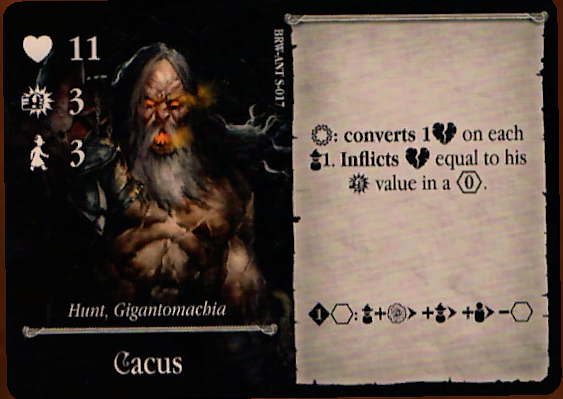 11
3
3
Hunt, Gigantomachia
Cacus
BRW-ANT S-017
: converts 1 on each
1. Inflicts equal to his
value in a 0.
1 : + > + > + > −